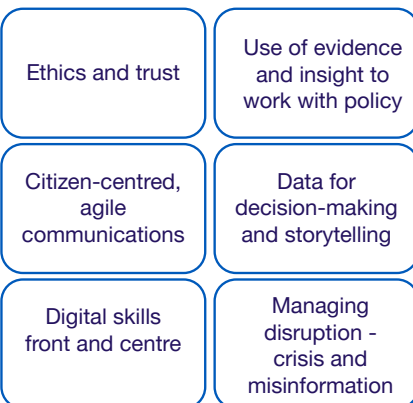 Ethics and trust
Use of evidence
and insight to
work with policy
Citizen-centred,
agile
communications
Data for
decision-making
and storytelling
Digital skills
front and centre
Managing
disruption -
crisis and
misinformation